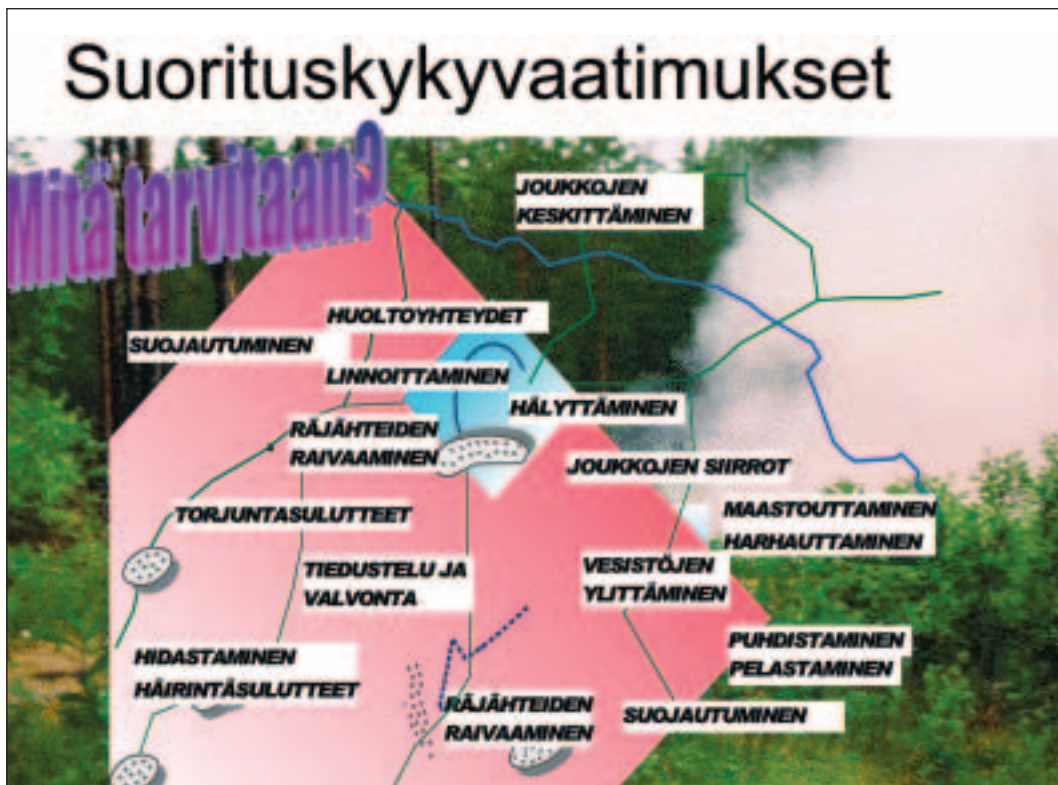 Suorituskykyvaatimukset
Mitä tarvitaan?
JOUKKOJEN
KESKITTÄMINEN
HUOLTOYHTEYDET
SUOJAUTUMINEN
LINNOITTAMINEN
HÄLYTTÄMINEN
RÄJÄHTEIDEN
RAIVAAMINEN
JOUKKOJEN SIIRROT
TORJUNTASULUTTEET
MAASTOUTTAMINEN
HARHAUTTAMINEN
TIEDUSTELU JA
VALVONTA
VESISTÖJEN
YLITTÄMINEN
HIDASTAMINEN
HÄIRINTÄSULUTTEET
PUHDISTAMINEN
PELASTAMINEN
RÄJÄHTEIDEN
RAIVAAMINEN
SUOJAUTUMINEN